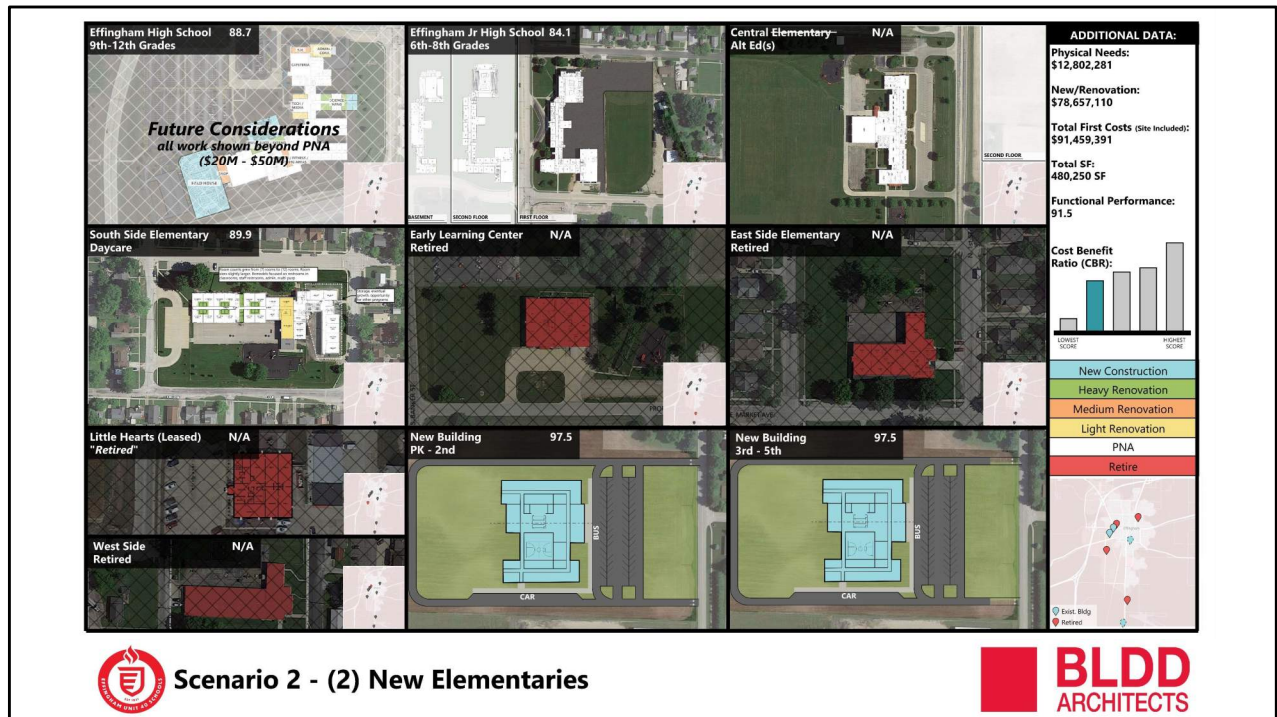 Effingham High School 88.7
9th-12th Grades
Future Considerations
all work shown beyond PNA
($20M - $50M)
FIELD HOUSE
Effingham Jr High School 84.1
6th-8th Grades
BASEMENT
SECOND FLOOR
FIRST FLOOR
Central Elementary N/A
Alt Ed(s)
SECOND FLOOR
South Side Elementary 89.9
Daycare
Early Learning Center N/A
Retired
East Side Elementary N/A
Retired
Little Hearts (Leased) N/A
"Retired"
West Side N/A
Retired
New Building 97.5
PK - 2nd
BUS
CAR
New Building 97.5
3rd - 5th
BUS
CAR
ADDITIONAL DATA:
Physical Needs:
$12,802,281
New/Renovation:
$78,657,110
Total First Costs (Site Included):
$91,459,391
Total SF:
480,250 SF
Functional Performance:
91.5
Cost Benefit
Ratio (CBR):
LOWEST
SCORE
HIGHEST
SCORE
New Construction
Heavy Renovation
Medium Renovation
Light Renovation
PNA
Retire
Exist. Bldg
Retired
EFFINGHAM UNIT 40 SCHOOLS
Scenario 2 - (2) New Elementaries
BLDD
ARCHITECTS